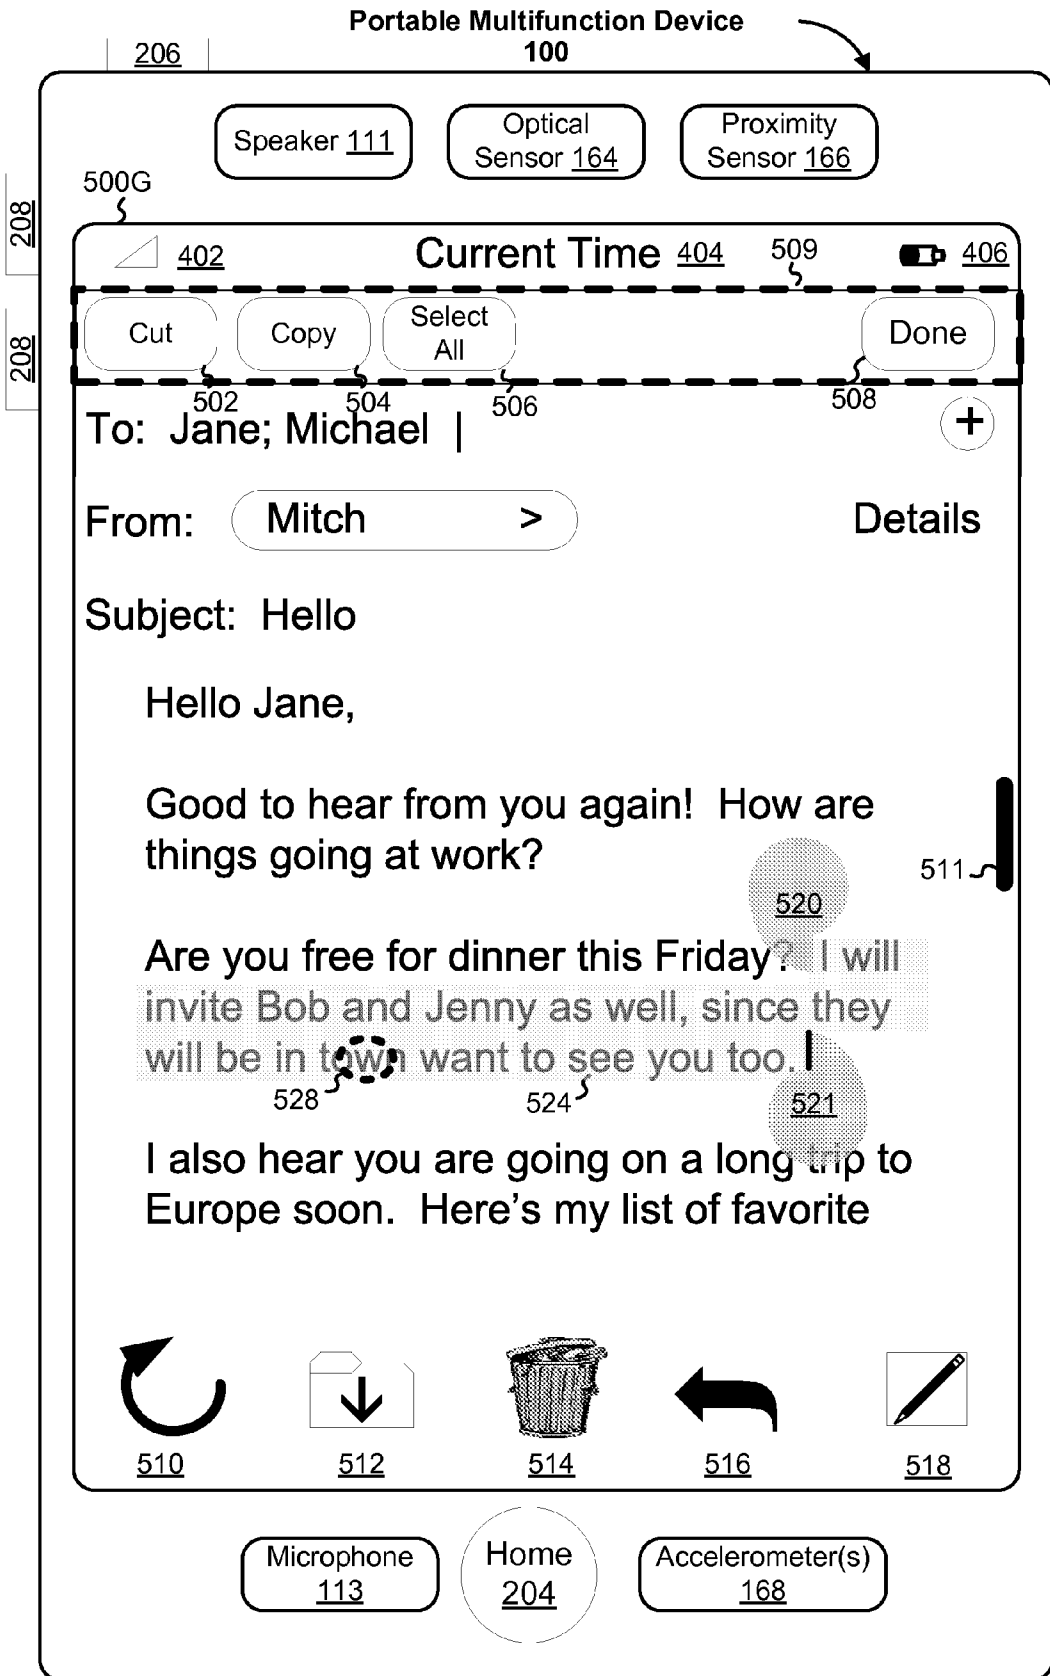 Portable Multifunction Device
100
206
Speaker 111
Optical
Sensor 164
Proximity
Sensor 166
500G
208
402
Current Time 404
509
406
208
Cut
Copy
Select
All
Done
502
504
506
508
To: Jane; Michael |
+
From: Mitch >
Details
Subject: Hello
Hello Jane,
Good to hear from you again! How are
things going at work?
511
520
Are you free for dinner this Friday? I will
invite Bob and Jenny as well, since they
will be in town want to see you too.
528
524
521
I also hear you are going on a long trip to
Europe soon. Here's my list of favorite
510
512
514
516
518
Microphone
113
Home
204
Accelerometer(s)
168